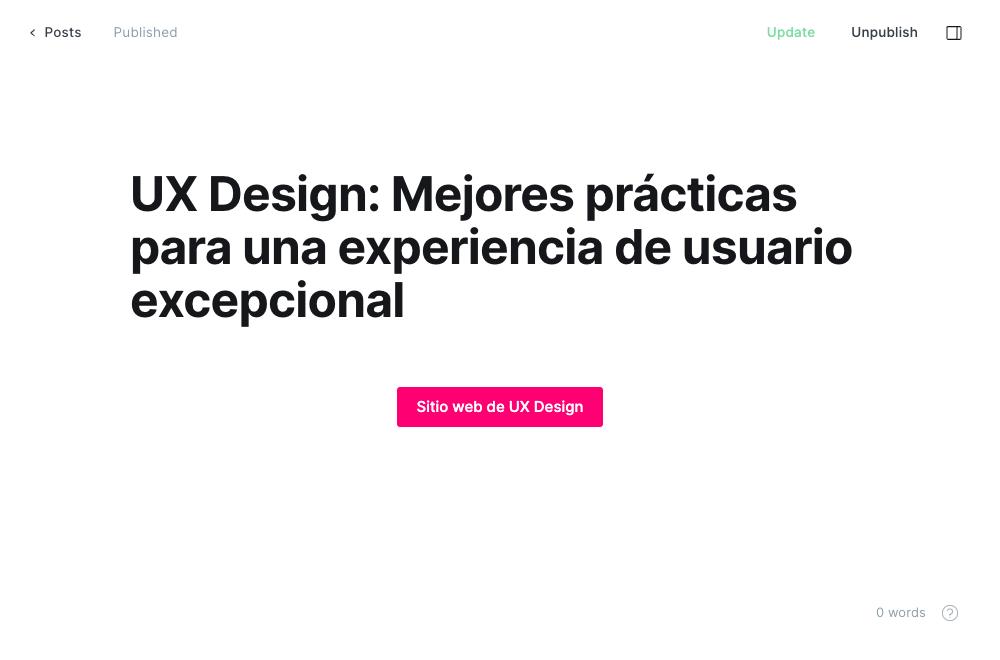 Posts
Published
Update
Unpublish
UX Design: Mejores prácticas
para una experiencia de usuario
excepcional
Sitio web de UX Design
0 words
?